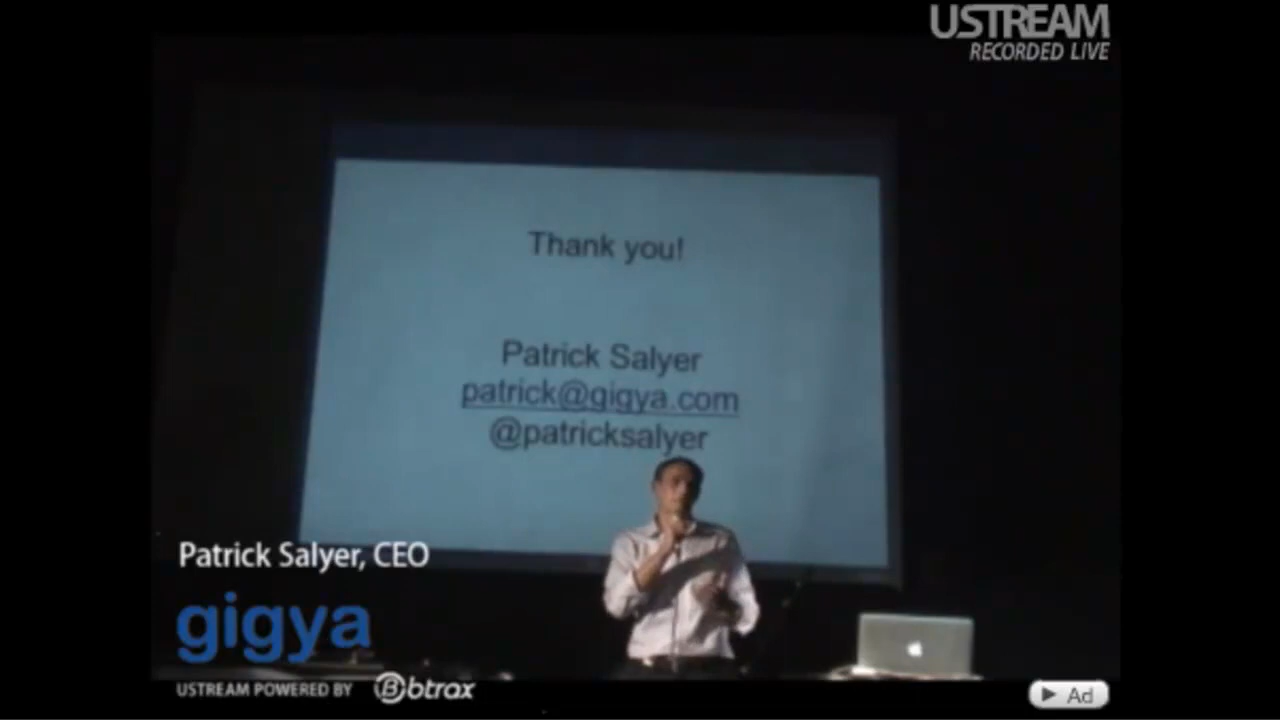 USTREAM
RECORDED LIVE
Thank you!
Patrick Salyer
patrick@gigya.com
@patricksalyer
Patrick Salyer, CEO
gigya
USTREAM POWERED BY btrax
Ad